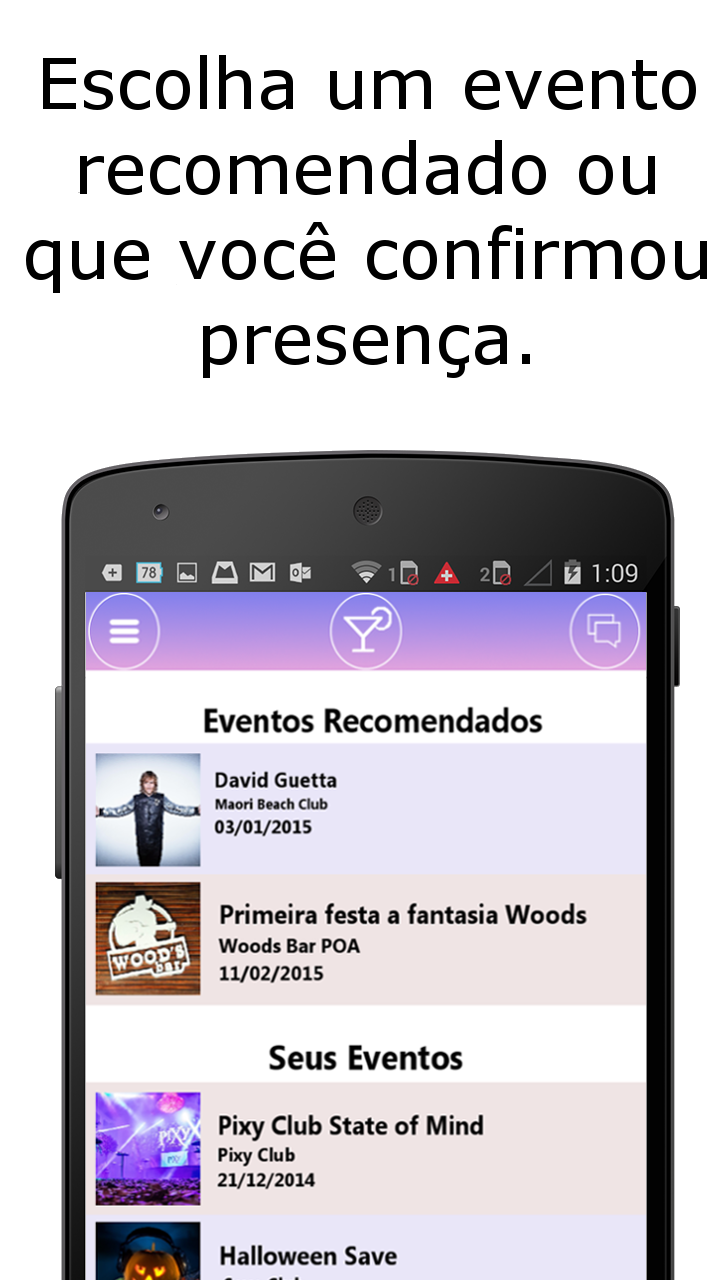 Escolha um evento
recomendado ou
que você confirmou
presença.
78
1
2
1:09
Eventos Recomendados
David Guetta
Maori Beach Club
03/01/2015
WOOD'S
bar
Primeira festa a fantasia Woods
Woods Bar POA
11/02/2015
Seus Eventos
PIXY
Pixy Club State of Mind
Pixy Club
21/12/2014
Halloween Save